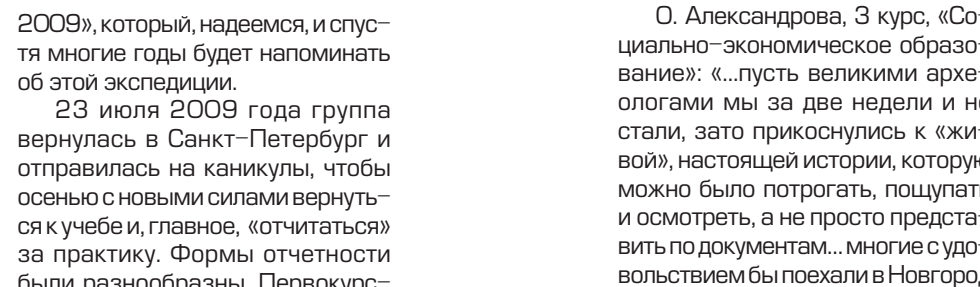 2009», который, надеемся, и спус-
тя многие годы будет напоминать
об этой экспедиции.
23 июля 2009 года группа
вернулась в Санкт-Петербург и
отправилась на каникулы, чтобы
осенью с новыми силами вернуть-
ся к учебе и, главное, «отчитаться»
за практику. Формы отчетности
были разнообразны. Первокурс-
О. Александрова, 3 курс, «Со-
циально-экономическое образо-
вание»: «...пусть великими архе-
ологами мы за две недели и не
стали, зато прикоснулись к «жи-
вой», настоящей истории, которую
можно было потрогать, пощупать
и осмотреть, а не просто предста-
вить по документам... многие с удо-
вольствием бы поехали в Новгород